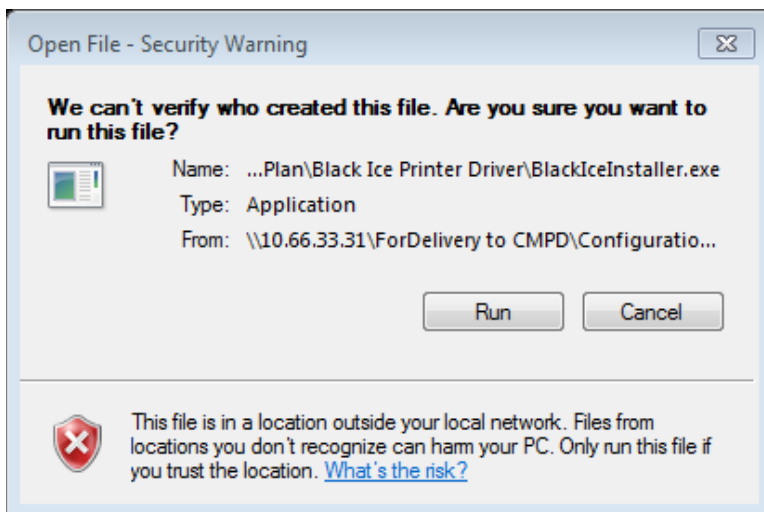 Open File - Security Warning
We can't verify who created this file. Are you sure you want to
run this file?
Name: ...Plan\Black Ice Printer Driver\BlackIceInstaller.exe
Type: Application
From: \\10.66.33.31\ForDelivery to CMPD\Configuratio...
Run Cancel
This file is in a location outside your local network. Files from
locations you don't recognize can harm your PC. Only run this file if
you trust the location. What's the risk?